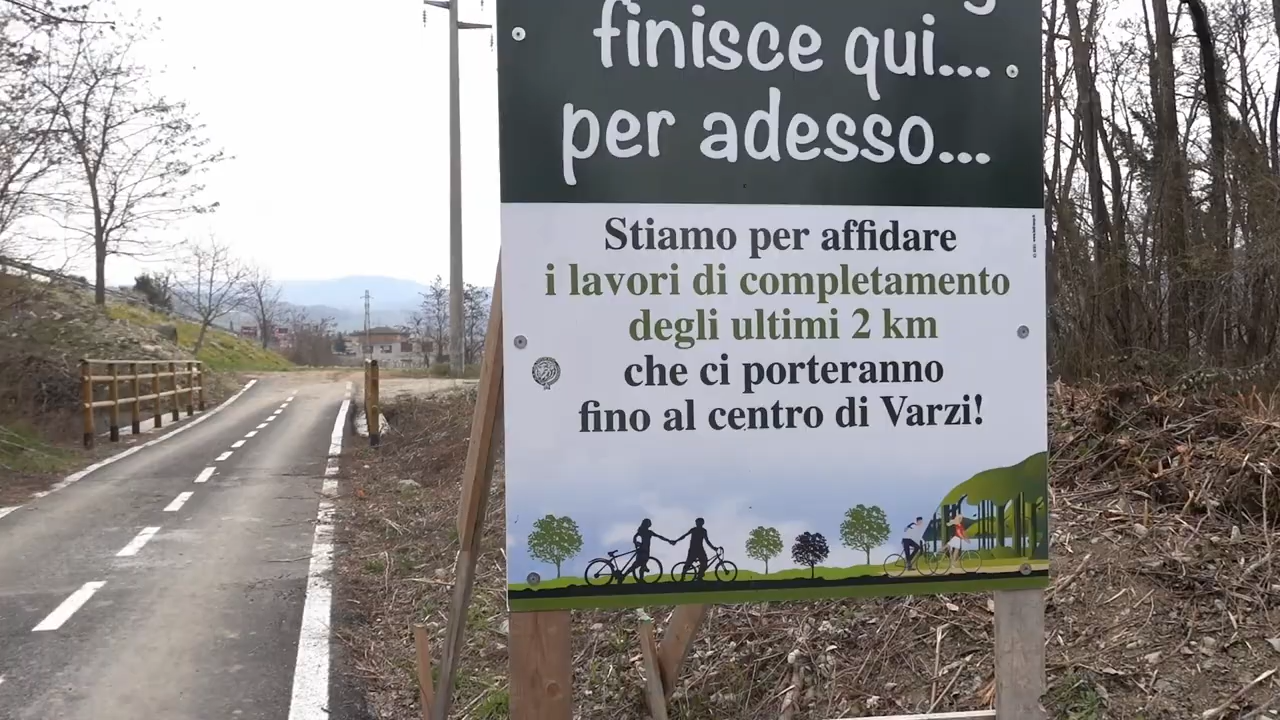 finisce qui...
per adesso...
Stiamo per affidare
i lavori di completamento
degli ultimi 2 km
che ci porteranno
fino al centro di Varzi!